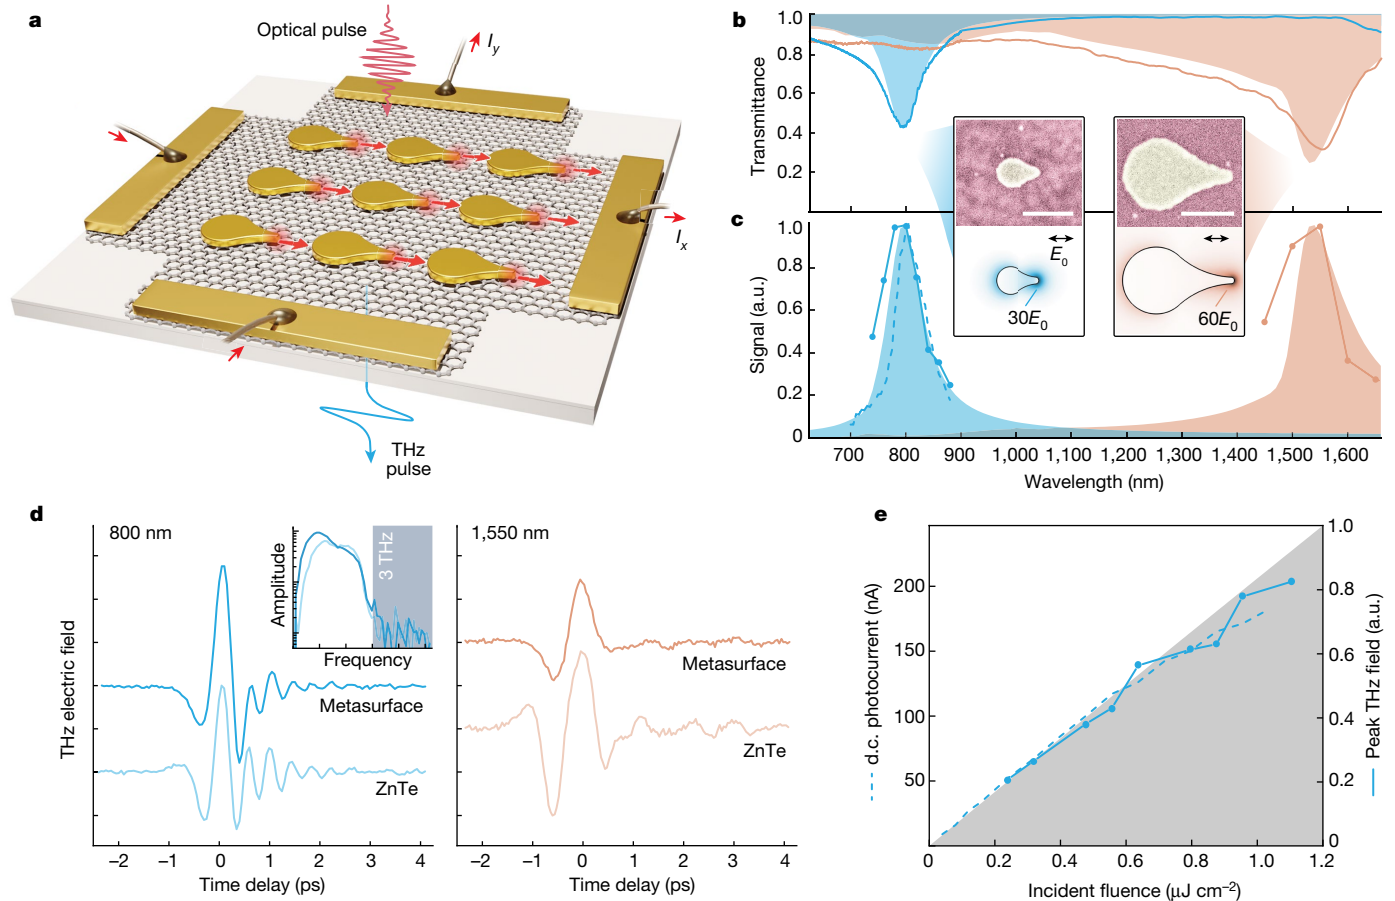 a
Optical pulse
Iy
Ix
THz
pulse
b
Transmittance
1.0
0.8
0.6
0.4
0.2
E0
30E0
60E0
c
Signal (a.u.)
1.0
0.8
0.6
0.4
0.2
0
700 800 900 1,000 1,100 1,200 1,300 1,400 1,500 1,600
Wavelength (nm)
d
THz electric field
800 nm
Amplitude
3 THz
Frequency
Metasurface
ZnTe
–2 –1 0 1 2 3 4
Time delay (ps)
1,550 nm
Metasurface
ZnTe
–2 –1 0 1 2 3 4
Time delay (ps)
e
d.c. photocurrent (nA)
200
150
100
50
1.0
0.8
0.6
0.4
0.2
0
Peak THz field (a.u.)
0 0.2 0.4 0.6 0.8 1.0 1.2
Incident fluence (μJ cm–2)